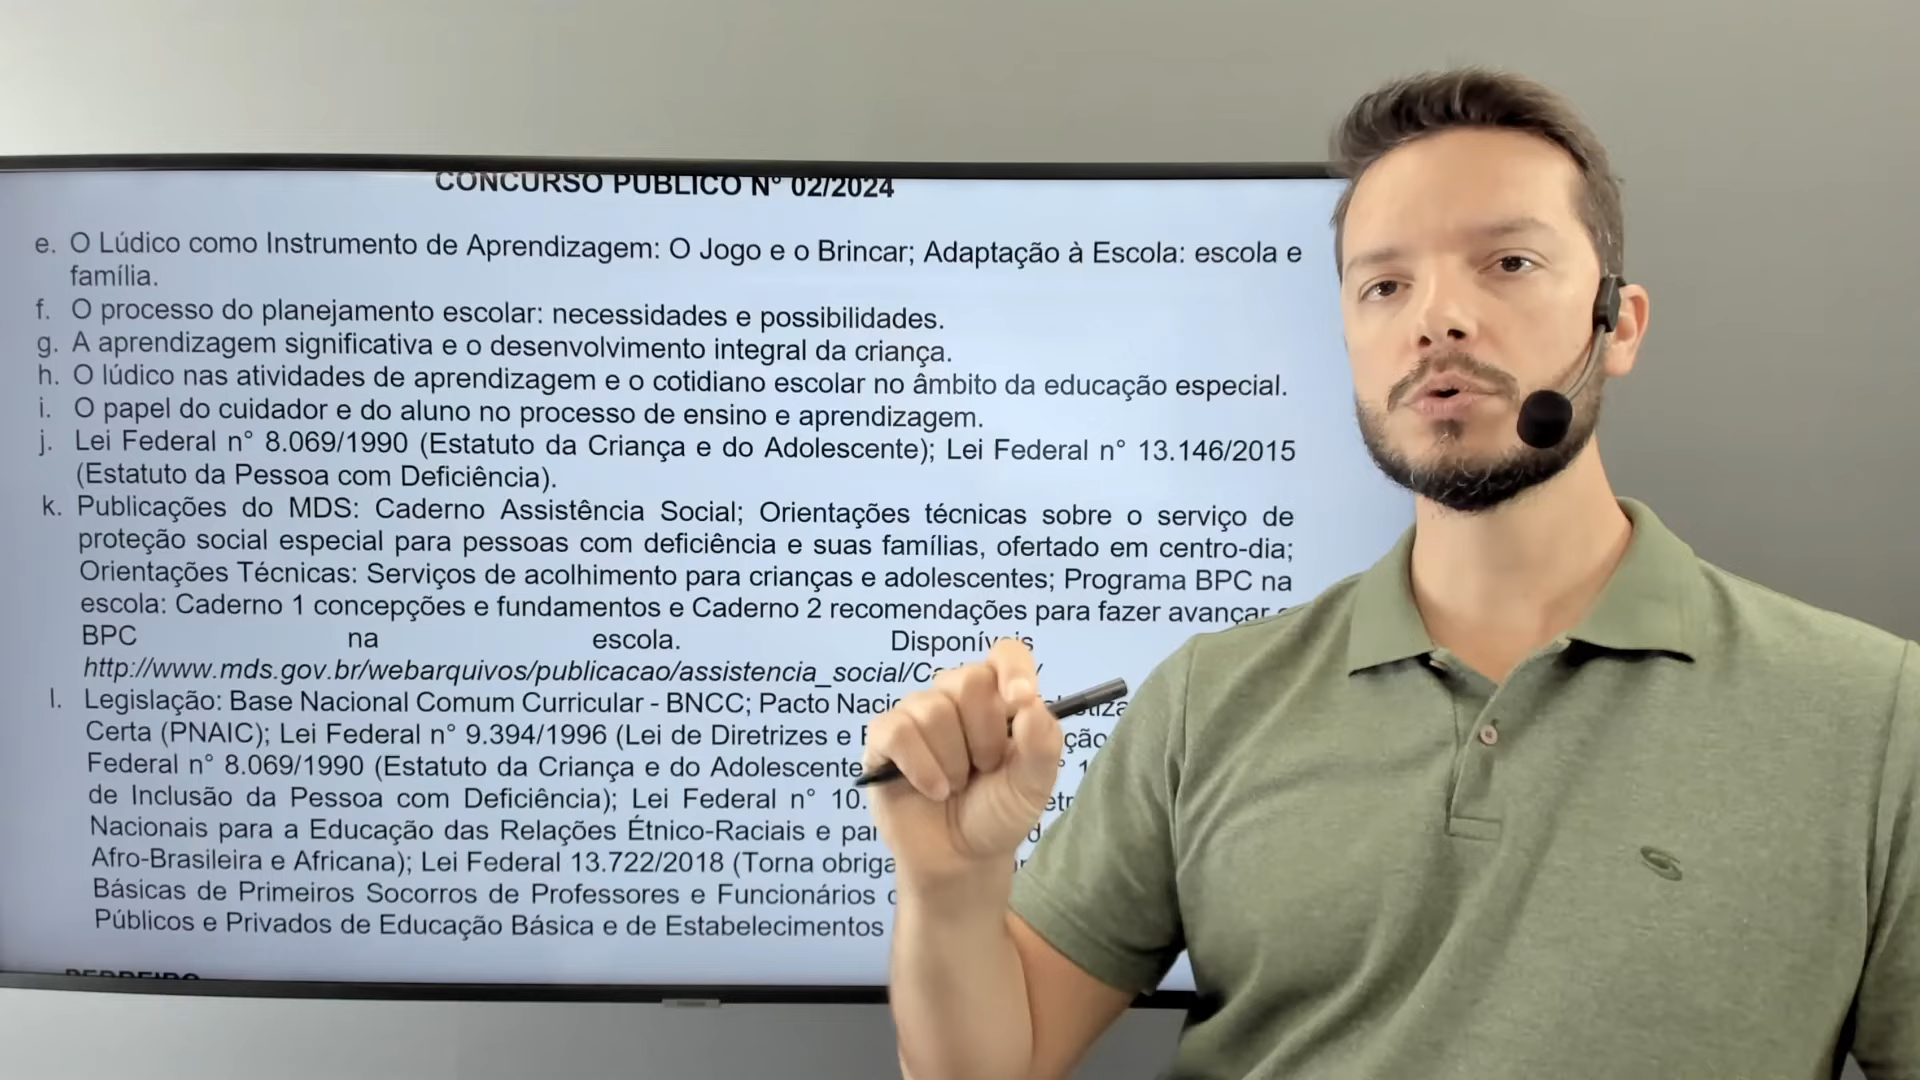 CONCURSO PÚBLICO N° 02/2024
e. O Lúdico como Instrumento de Aprendizagem: O Jogo e o Brincar; Adaptação à Escola: escola e
família.
f. O processo do planejamento escolar: necessidades e possibilidades.
g. A aprendizagem significativa e o desenvolvimento integral da criança.
h. O lúdico nas atividades de aprendizagem e o cotidiano escolar no âmbito da educação especial.
i. O papel do cuidador e do aluno no processo de ensino e aprendizagem.
j. Lei Federal n° 8.069/1990 (Estatuto da Criança e do Adolescente); Lei Federal n° 13.146/2015
(Estatuto da Pessoa com Deficiência).
k. Publicações do MDS: Caderno Assistência Social; Orientações técnicas sobre o serviço de
proteção social especial para pessoas com deficiência e suas famílias, ofertado em centro-dia;
Orientações Técnicas: Serviços de acolhimento para crianças e adolescentes; Programa BPC na
escola: Caderno 1 concepções e fundamentos e Caderno 2 recomendações para fazer avançar
BPC na escola. Disponíveis
http://www.mds.gov.br/webarquivos/publicacao/assistencia_social/Ca
l. Legislação: Base Nacional Comum Curricular - BNCC; Pacto
Certa (PNAIC); Lei Federal n° 9.394/1996 (Lei de Diretrizes e
Federal n° 8.069/1990 (Estatuto da Criança e do Adolescente
de Inclusão da Pessoa com Deficiência); Lei Federal n° 10.
Nacionais para a Educação das Relações Étnico-Raciais e
Afro-Brasileira e Africana); Lei Federal 13.722/2018 (Torna
Básicas de Primeiros Socorros de Professores e Funcionários
Públicos e Privados de Educação Básica e de Estabelecimentos
PEDREIRO